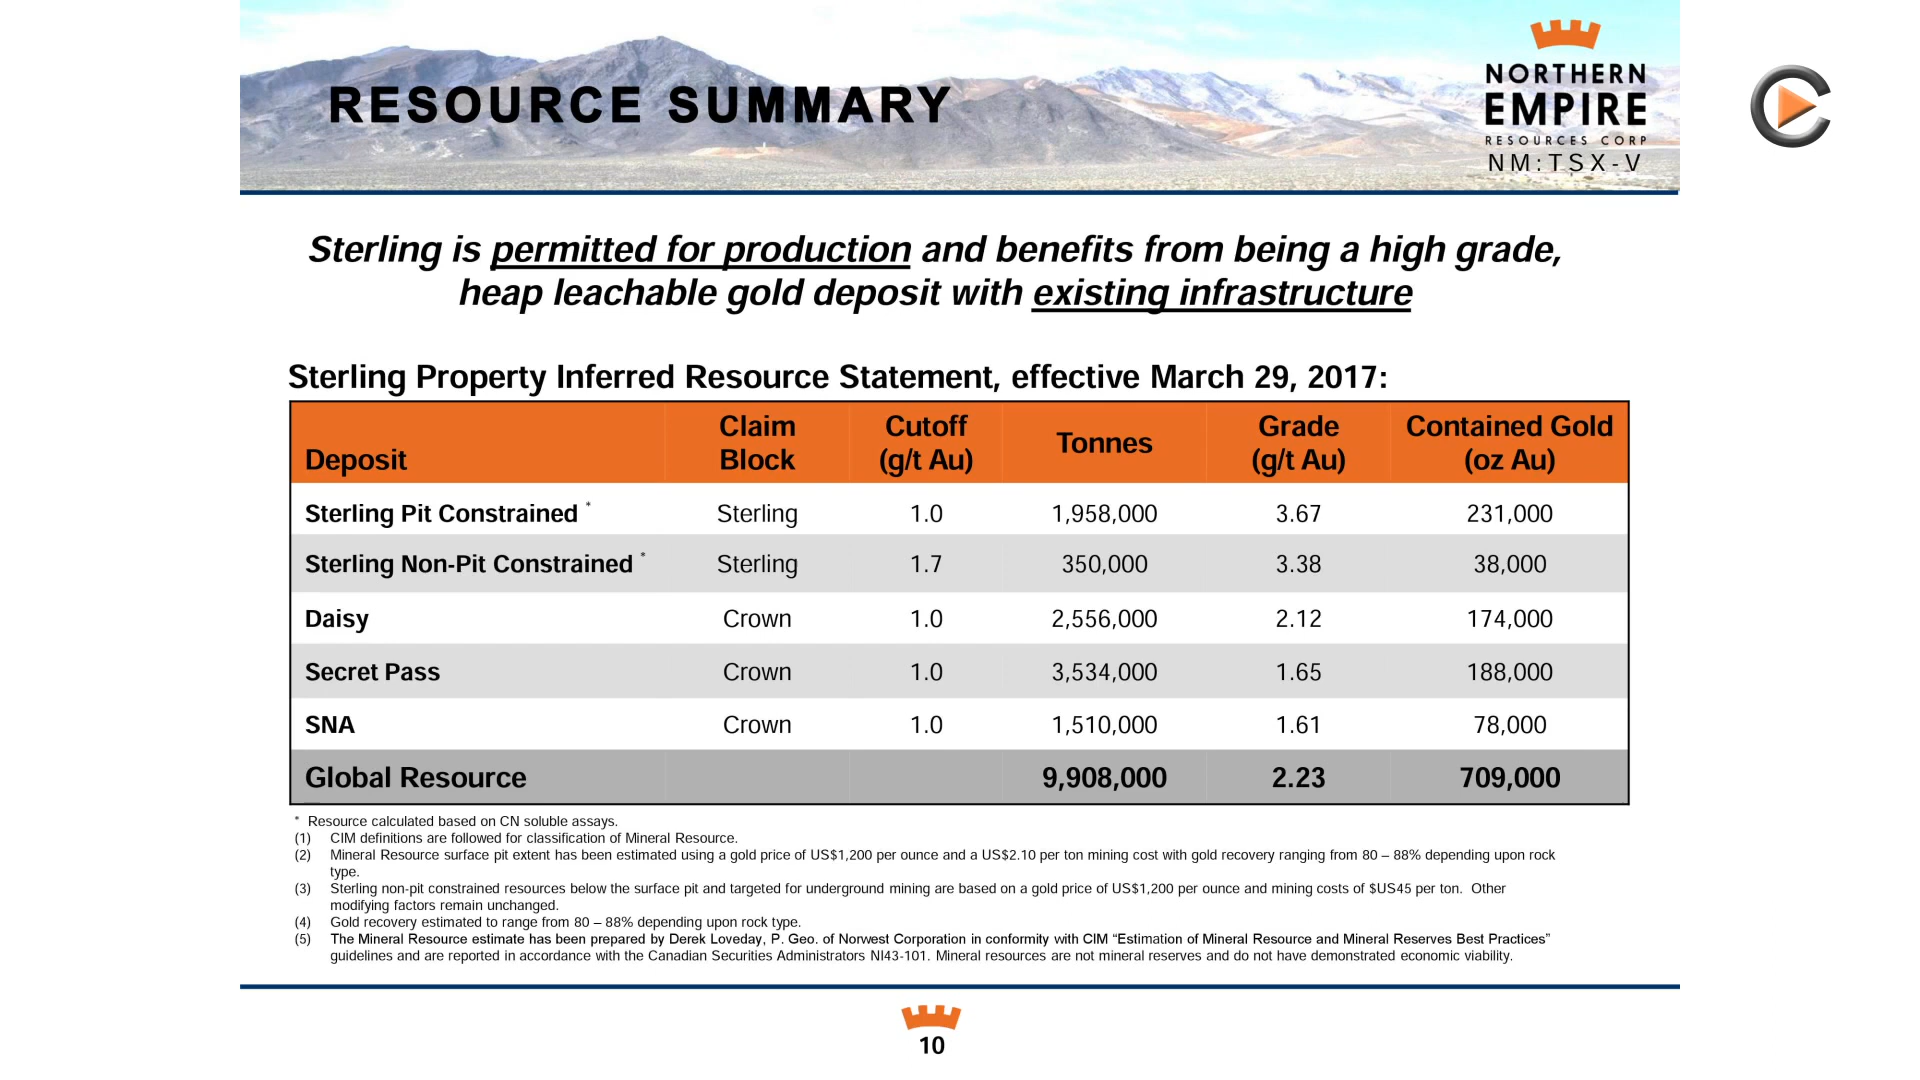 RESOURCE SUMMARY
NORTHERN
EMPIRE
RESOURCES CORP
NM:TSX-V
Sterling is permitted for production and benefits from being a high grade,
heap leachable gold deposit with existing infrastructure
Sterling Property Inferred Resource Statement, effective March 29, 2017:
Deposit Claim Block Cutoff (g/t Au) Tonnes Grade (g/t Au) Contained Gold (oz Au)
Sterling Pit Constrained * Sterling 1.0 1,958,000 3.67 231,000
Sterling Non-Pit Constrained * Sterling 1.7 350,000 3.38 38,000
Daisy Crown 1.0 2,556,000 2.12 174,000
Secret Pass Crown 1.0 3,534,000 1.65 188,000
SNA Crown 1.0 1,510,000 1.61 78,000
Global Resource 9,908,000 2.23 709,000
* Resource calculated based on CN soluble assays.
(1) CIM definitions are followed for classification of Mineral Resource.
(2) Mineral Resource surface pit extent has been estimated using a gold price of US$1,200 per ounce and a US$2.10 per ton mining cost with gold recovery ranging from 80 – 88% depending upon rock
type.
(3) Sterling non-pit constrained resources below the surface pit and targeted for underground mining are based on a gold price of US$1,200 per ounce and mining costs of $US45 per ton. Other
modifying factors remain unchanged.
(4) Gold recovery estimated to range from 80 – 88% depending upon rock type.
(5) The Mineral Resource estimate has been prepared by Derek Loveday, P. Geo. of Norwest Corporation in conformity with CIM “Estimation of Mineral Resource and Mineral Reserves Best Practices”
guidelines and are reported in accordance with the Canadian Securities Administrators NI43-101. Mineral resources are not mineral reserves and do not have demonstrated economic viability.
10